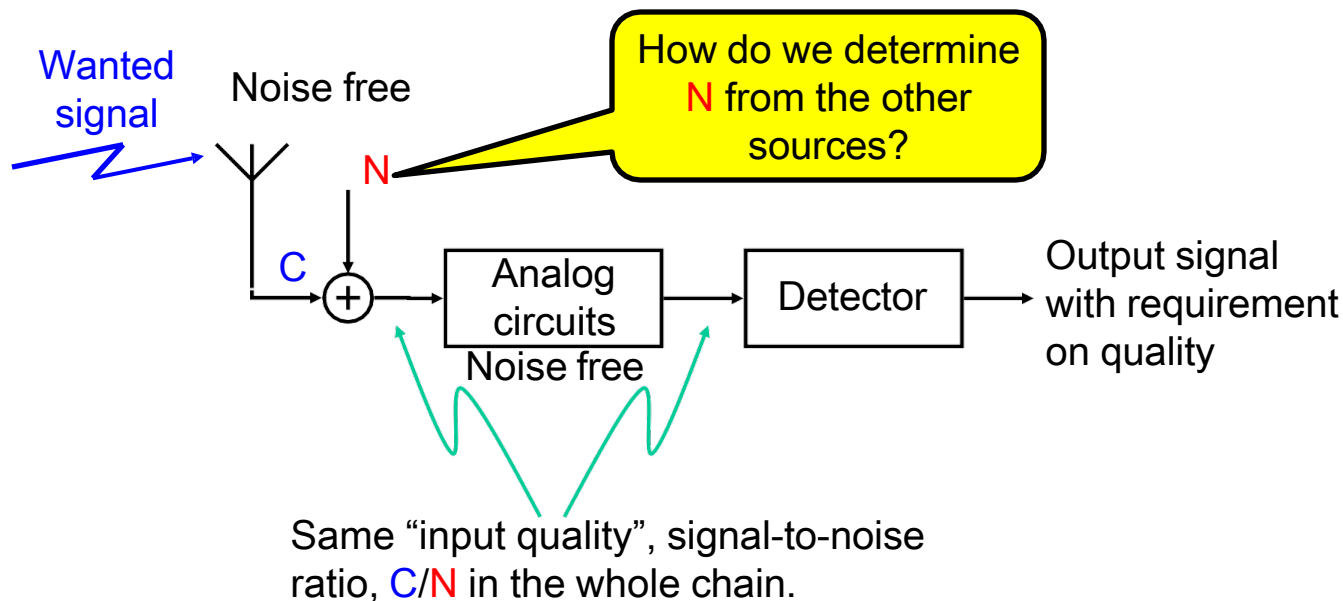 Wanted
signal
Noise free
How do we determine
N from the other
sources?
N
C
+
Analog
circuits
Noise free
Detector
Output signal
with requirement
on quality
Same “input quality”, signal-to-noise
ratio, C/N in the whole chain.